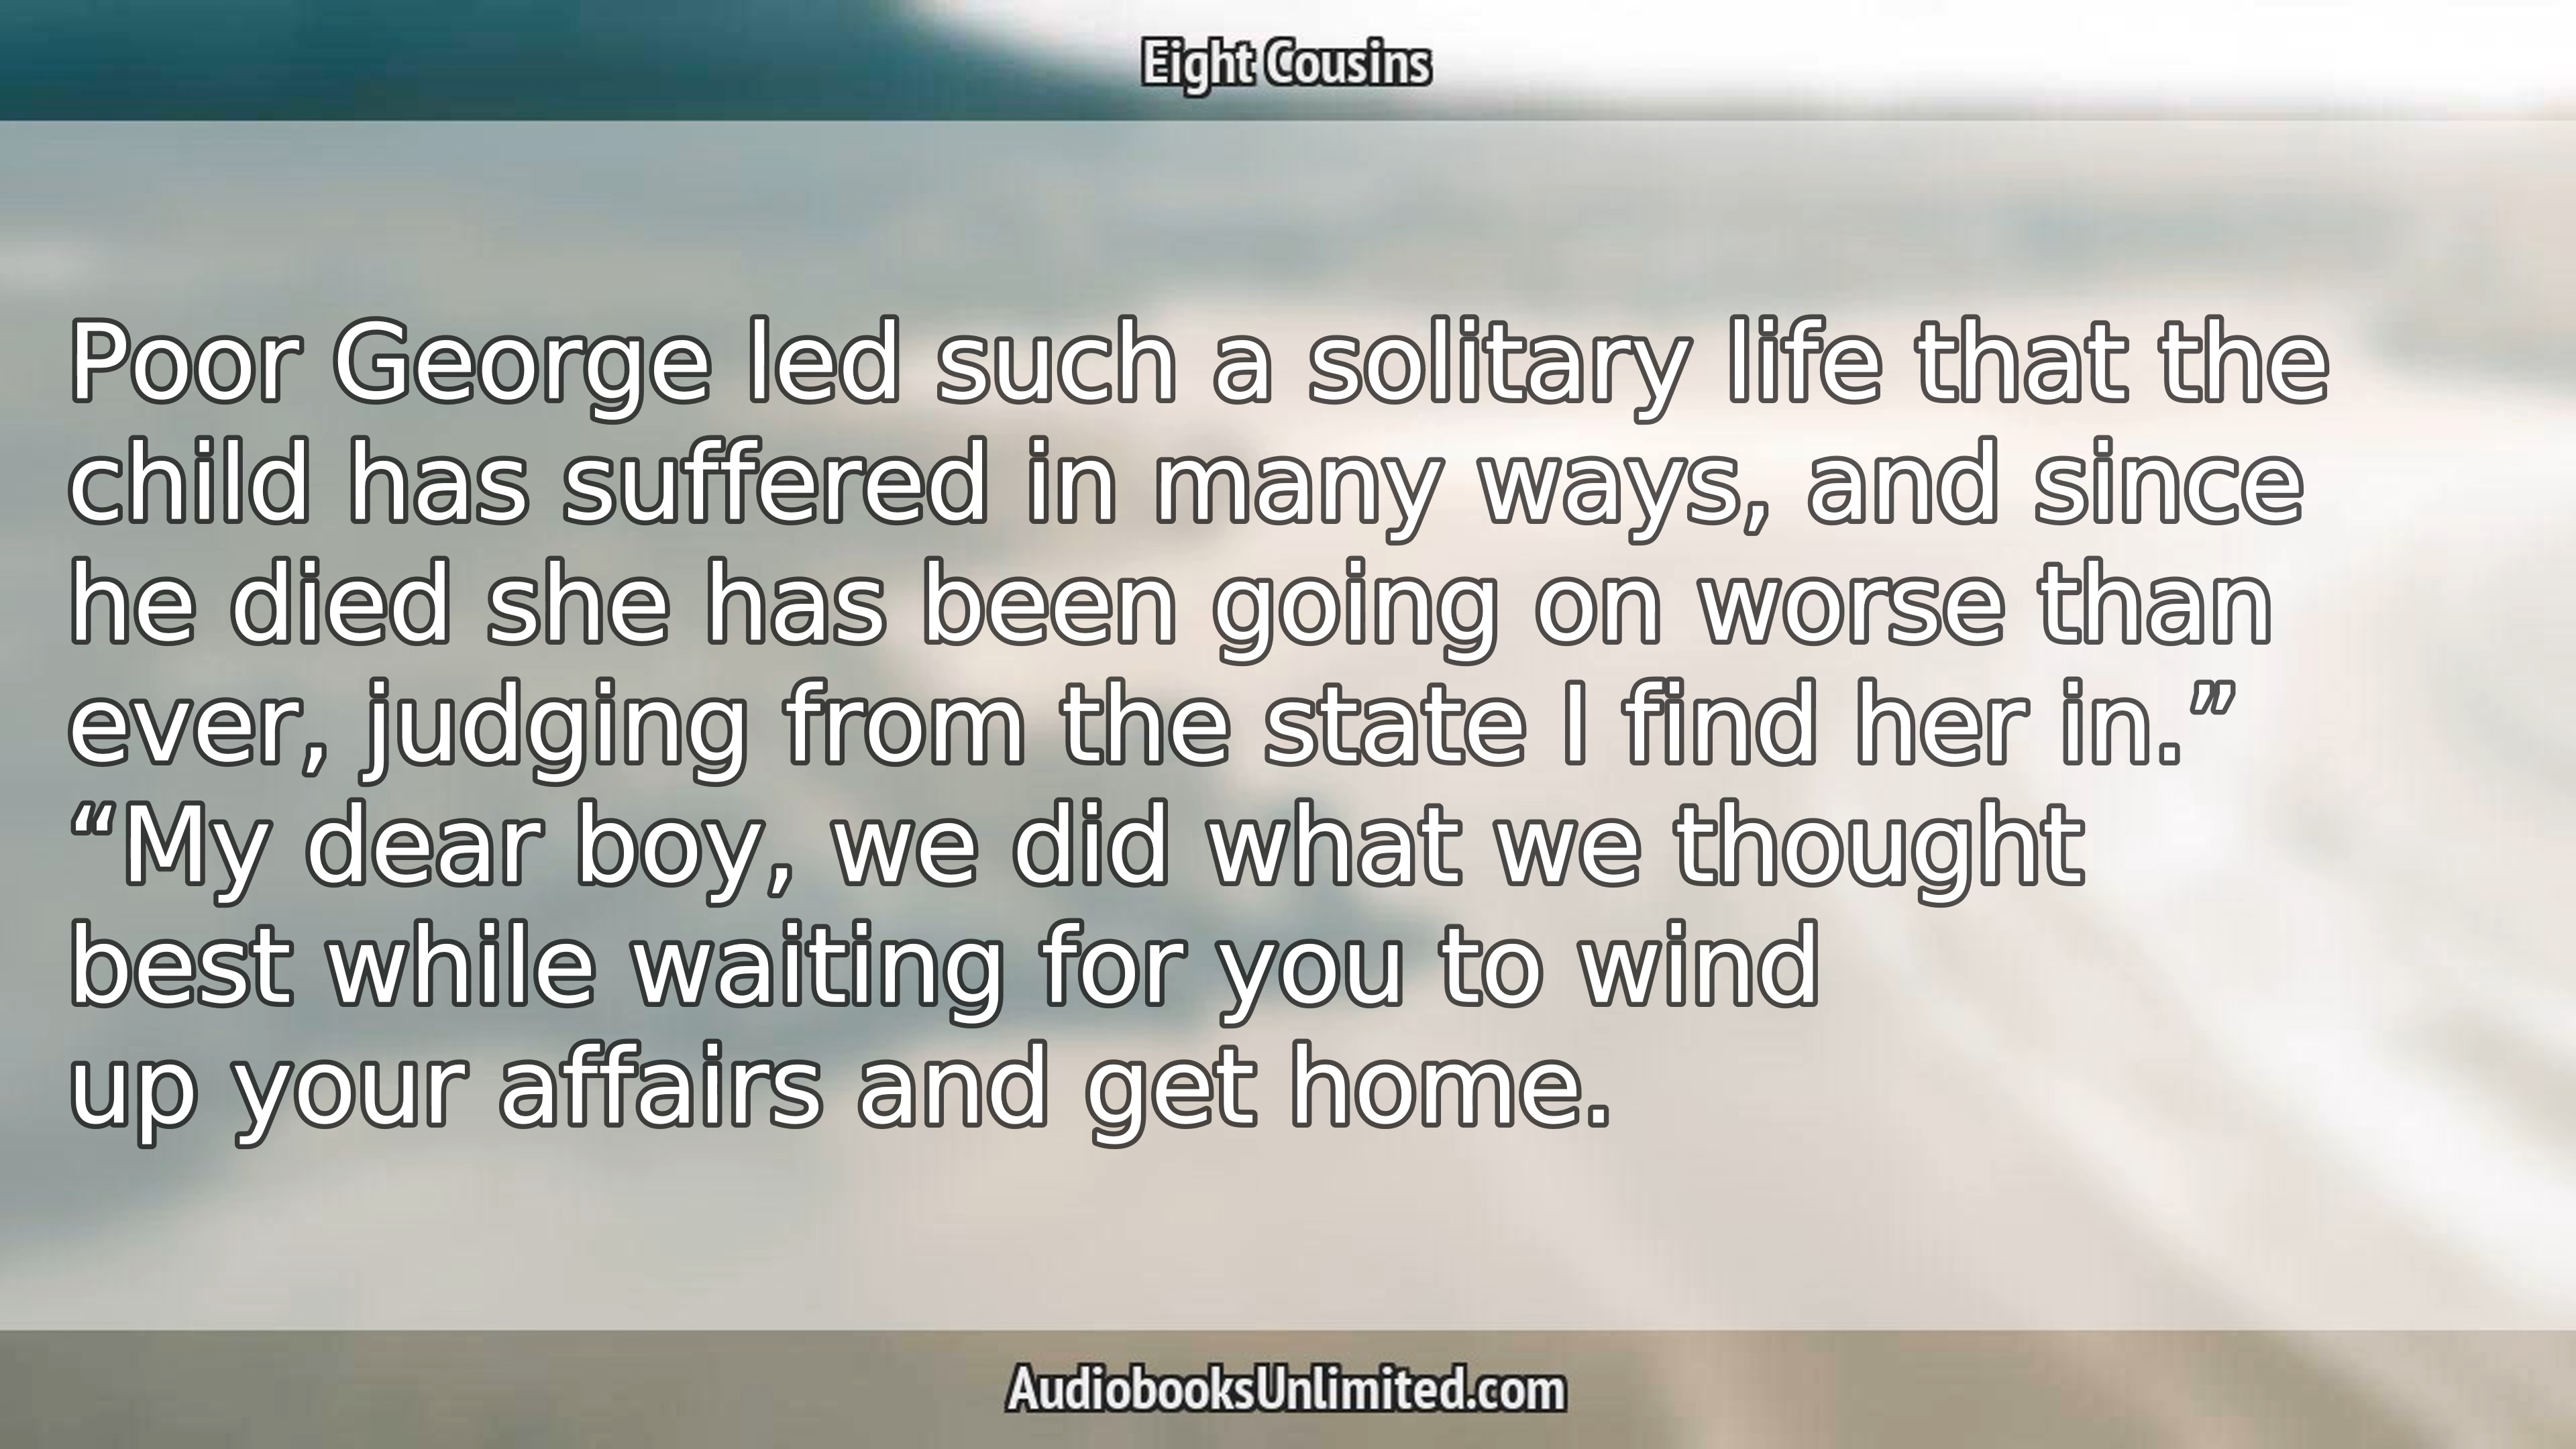 Eight Cousins
Poor George led such a solitary life that the
child has suffered in many ways, and since
he died she has been going on worse than
ever, judging from the state I find her in.”
“My dear boy, we did what we thought
best while waiting for you to wind
up your affairs and get home.
AudiobooksUnlimited.com